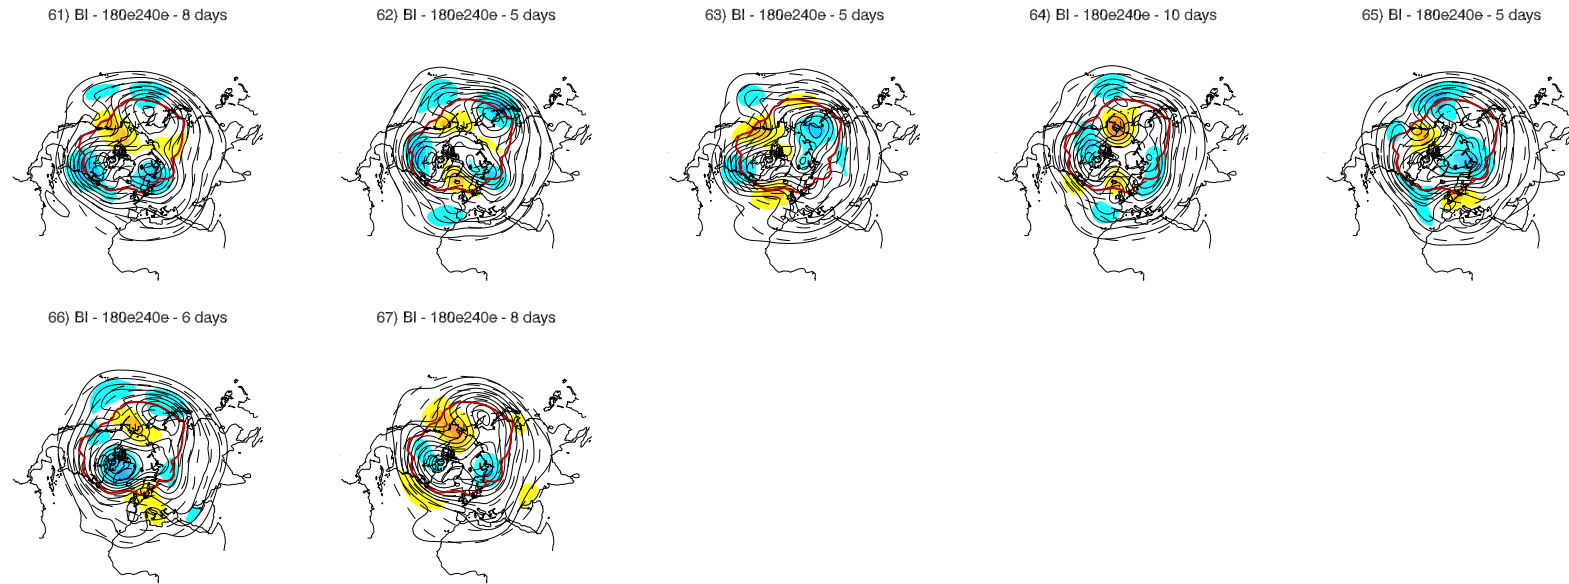 61) BI - 180e240e - 8 days
62) BI - 180e240e - 5 days
63) BI - 180e240e - 5 days
64) BI - 180e240e - 10 days
65) BI - 180e240e - 5 days
66) BI - 180e240e - 6 days
67) BI - 180e240e - 8 days